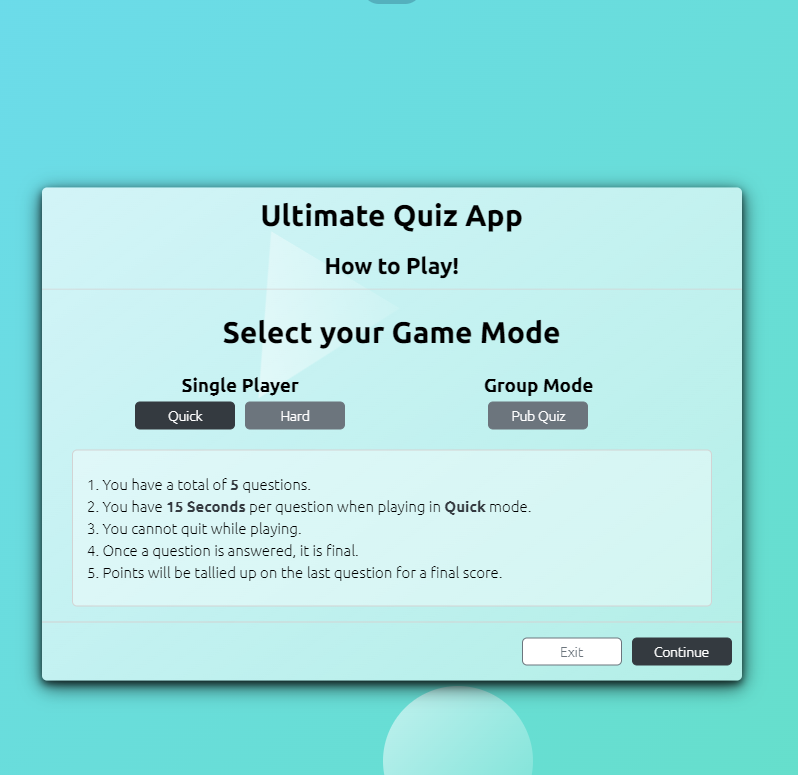 Ultimate Quiz App
How to Play!
Select your Game Mode
Single Player
Group Mode
Quick
Hard
Pub Quiz
1. You have a total of 5 questions.
2. You have 15 Seconds per question when playing in Quick mode.
3. You cannot quit while playing.
4. Once a question is answered, it is final.
5. Points will be tallied up on the last question for a final score.
Exit
Continue